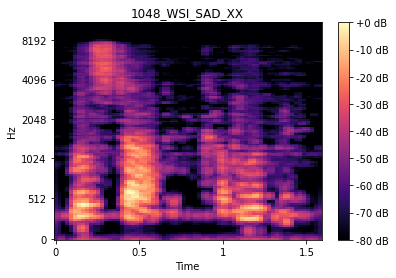 1048_WSI_SAD_XX
Hz
8192
4096
2048
1024
512
0
0
0.5
1
1.5
Time
+0 dB
-10 dB
-20 dB
-30 dB
-40 dB
-50 dB
-60 dB
-70 dB
-80 dB